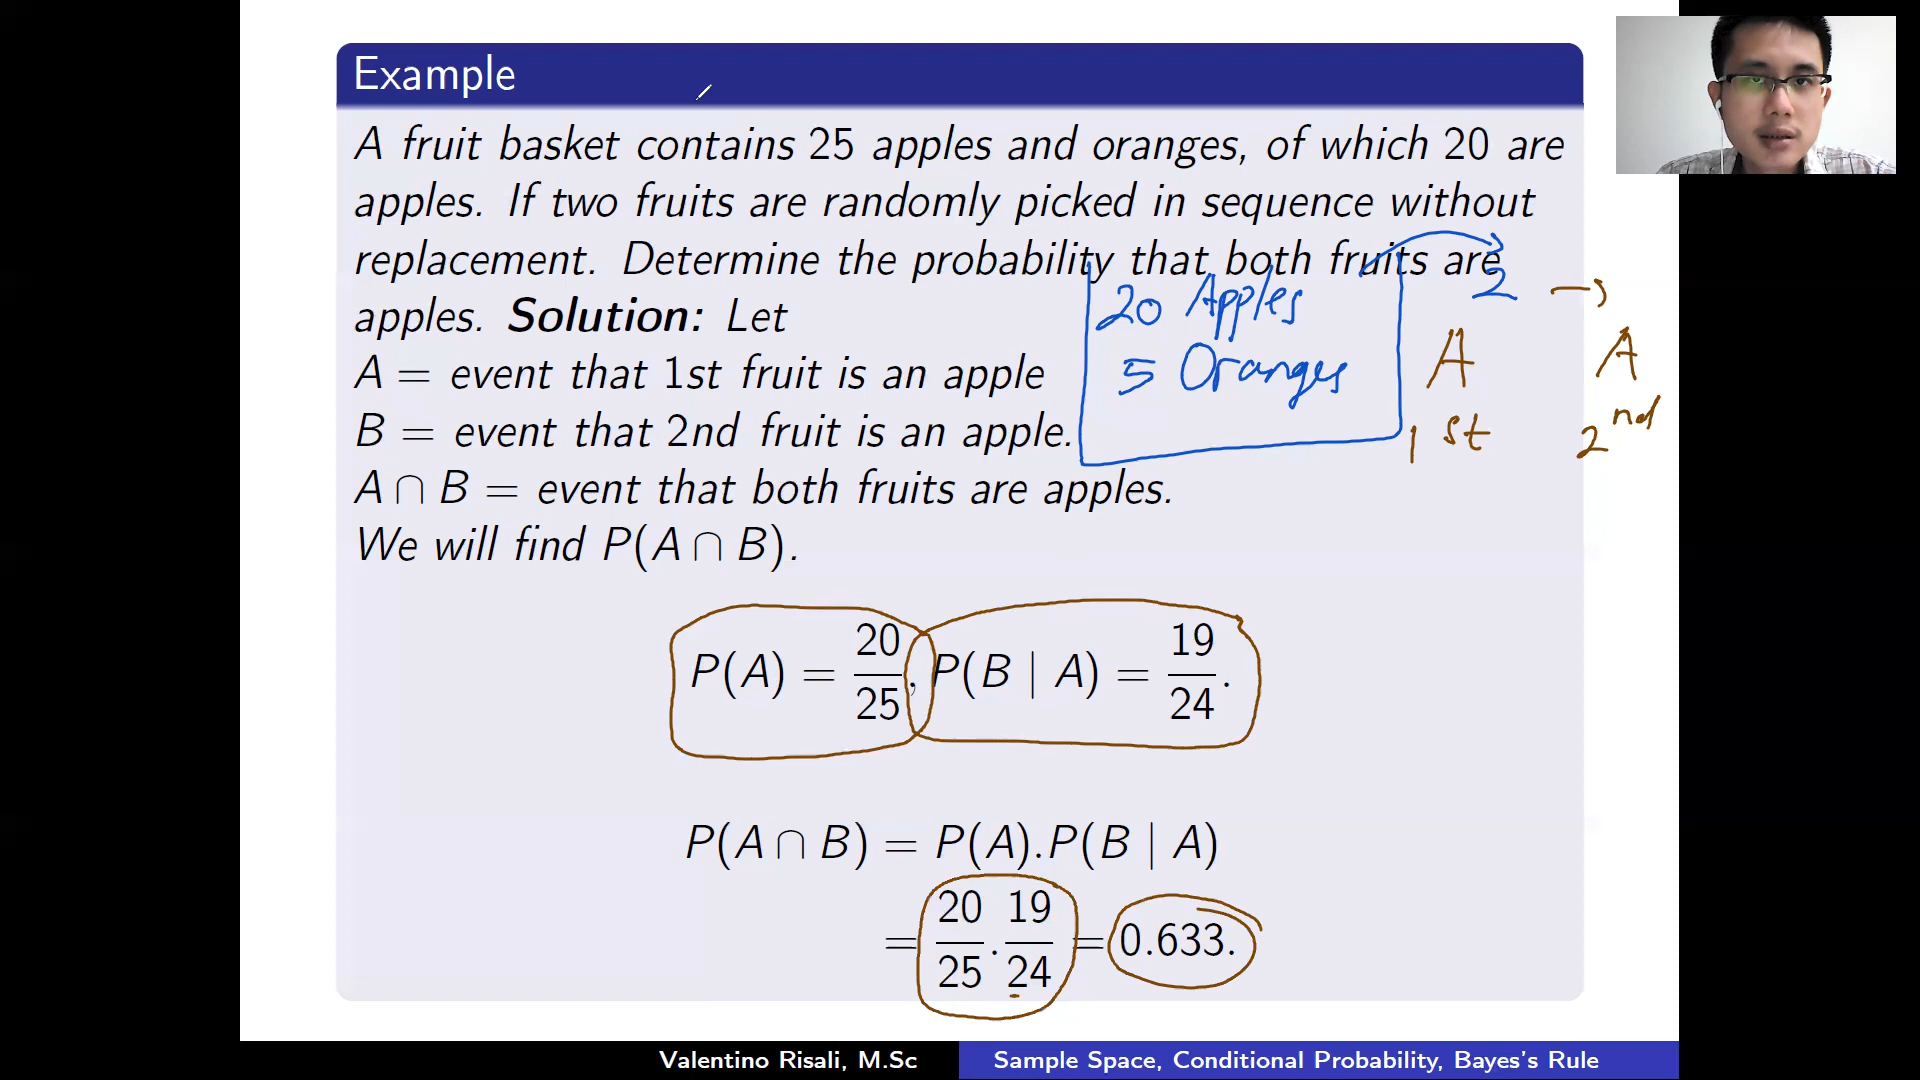 Example
A fruit basket contains 25 apples and oranges, of which 20 are
apples. If two fruits are randomly picked in sequence without
replacement. Determine the probability that both fruits are
apples. Solution: Let
A = event that 1st fruit is an apple
B = event that 2nd fruit is an apple.
A ∩ B = event that both fruits are apples.
We will find P(A ∩ B).
20 Apples
5 Oranges
2 →
A A
1st 2nd
P(A) = 20/25, P(B | A) = 19/24.
P(A ∩ B) = P(A).P(B | A)
= 20/25 . 19/24 = 0.633.
Valentino Risali, M.Sc
Sample Space, Conditional Probability, Bayes's Rule